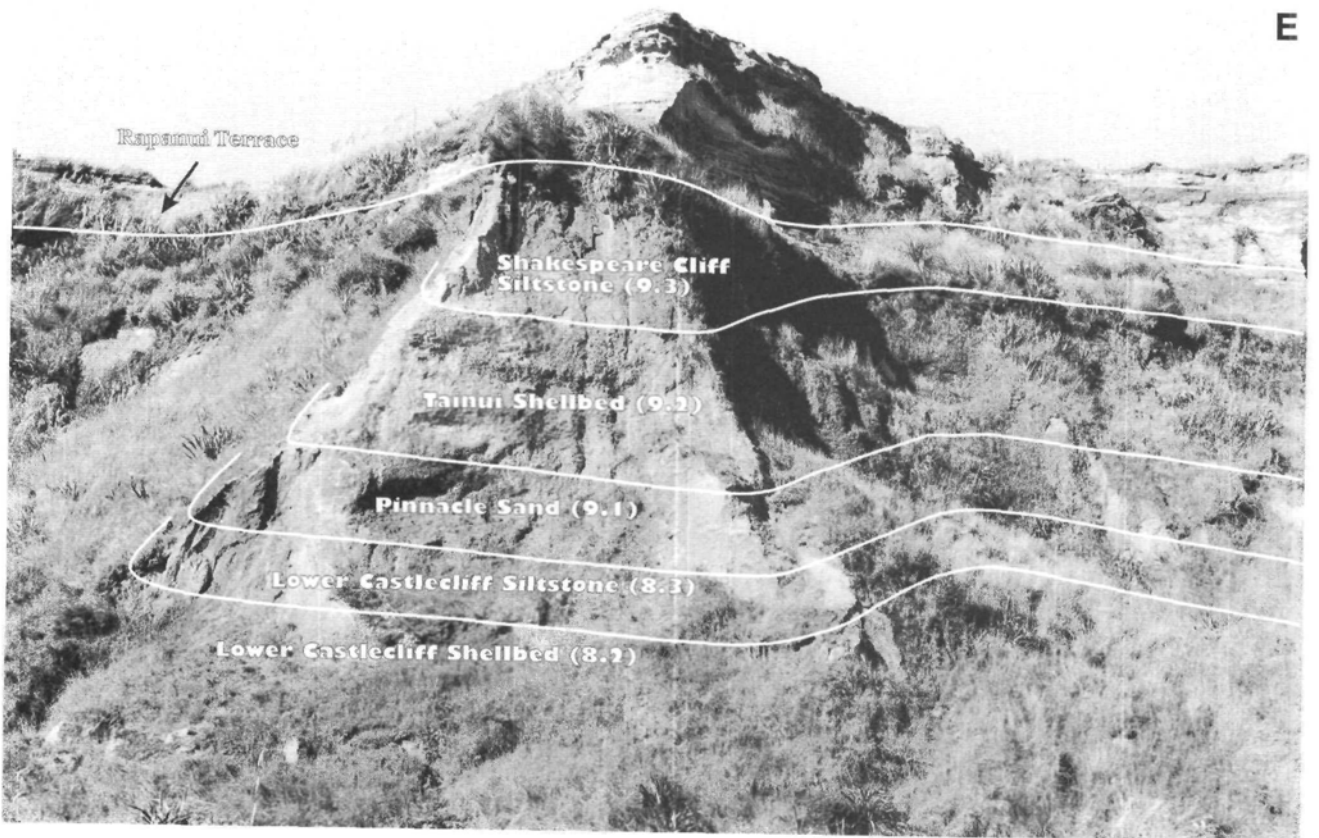 E
Rapanui Terrace
Shakespeare Cliff
Siltstone (9.3)
Tainui Shellbed (9.2)
Pinnacle Sand (9.1)
Lower Castlecliff Siltstone (8.3)
Lower Castlecliff Shellbed (8.2)